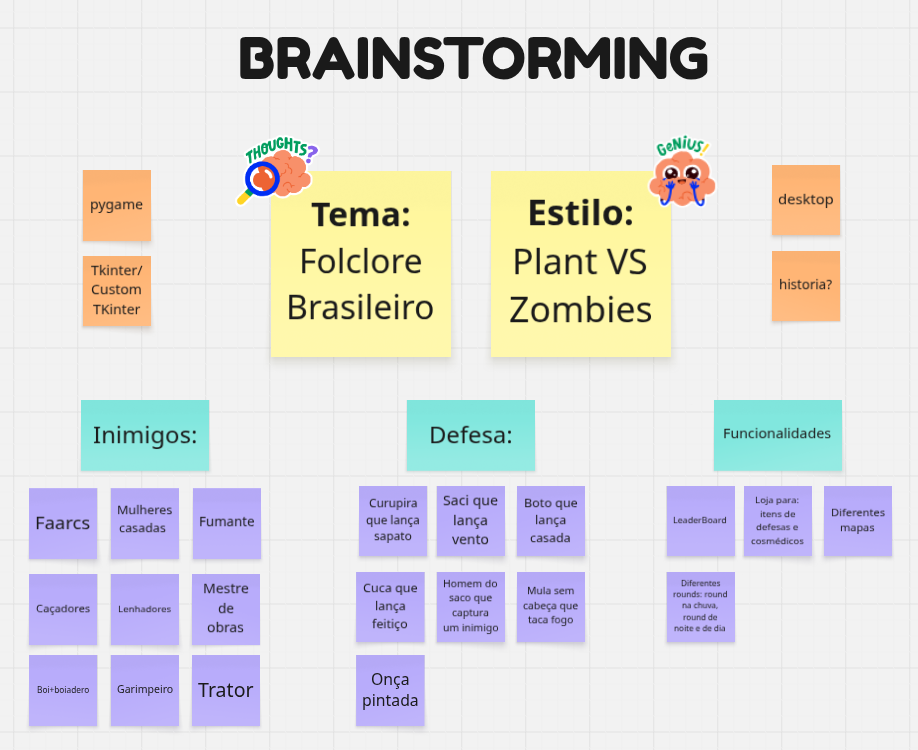 BRAINSTORMING
THOUGHTS?
GENIUS!
pygame
Tkinter/
Custom
TKinter
Tema:
Folclore
Brasileiro
Estilo:
Plant VS
Zombies
desktop
historia?
Inimigos:
Faarcs
Mulheres
casadas
Fumante
Caçadores
Lenhadores
Mestre
de
obras
Boi+boiadero
Garimpeiro
Trator
Defesa:
Curupira
que lança
sapato
Saci que
lança
vento
Boto que
lança
casada
Cuca que
lança
feitiço
Homem do
saco que
captura
um inimigo
Mula sem
cabeça que
taca fogo
Onça
pintada
Funcionalidades
LeaderBoard
Loja para:
itens de
defesas e
cosmédicos
Diferentes
mapas
Diferentes
rounds: round
na chuva,
round de
noite e de dia